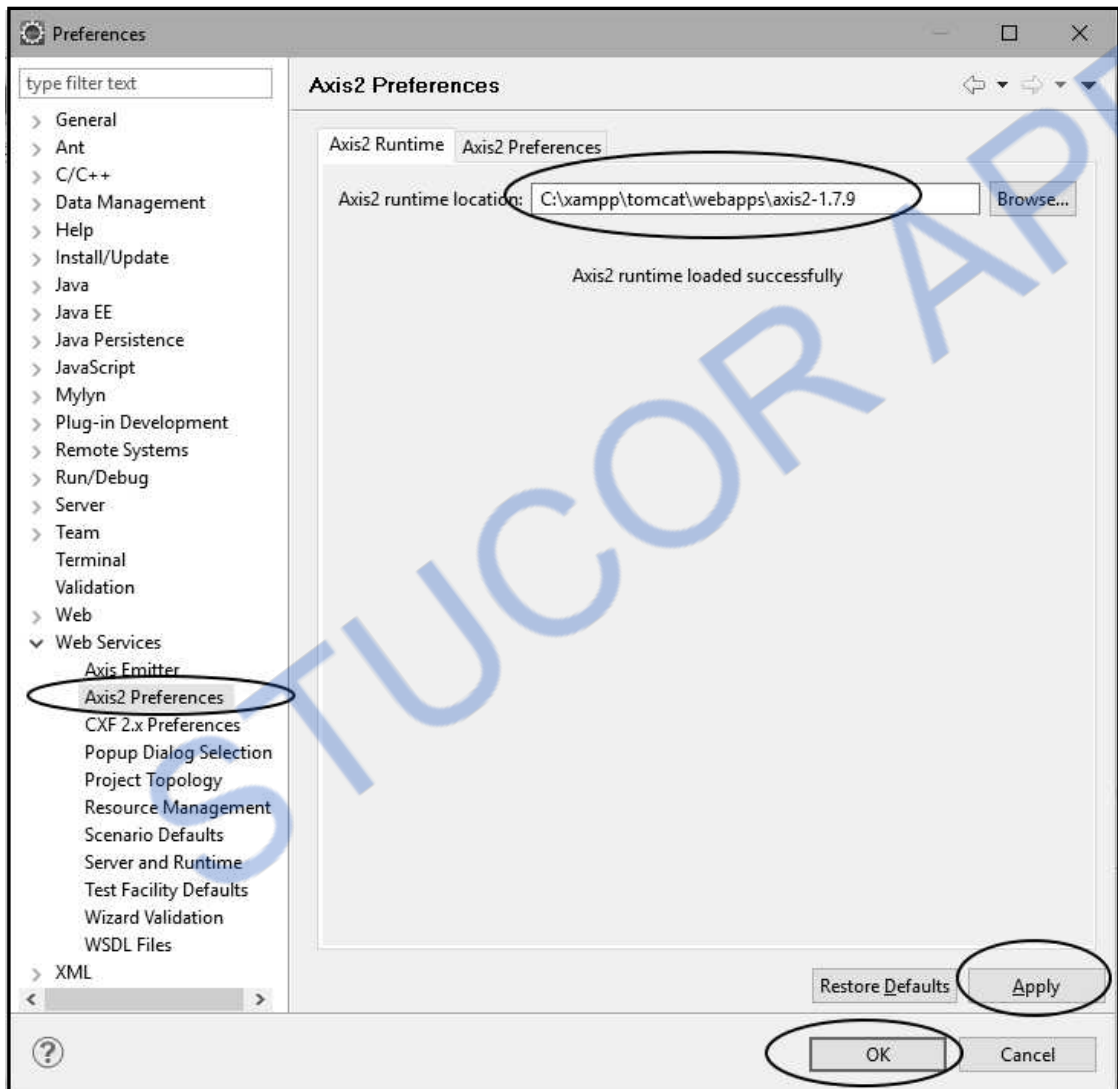 Preferences
type filter text
Axis2 Preferences
General
Ant
C/C++
Data Management
Help
Install/Update
Java
Java EE
Java Persistence
JavaScript
Mylyn
Plug-in Development
Remote Systems
Run/Debug
Server
Team
Terminal
Validation
Web
Web Services
Axis Emitter
Axis2 Preferences
CXF 2.x Preferences
Popup Dialog Selection
Project Topology
Resource Management
Scenario Defaults
Server and Runtime
Test Facility Defaults
Wizard Validation
WSDL Files
XML
Axis2 Runtime Axis2 Preferences
Axis2 runtime location: C:\xampp\tomcat\webapps\axis2-1.7.9 Browse...
Axis2 runtime loaded successfully
Restore Defaults Apply
? OK Cancel
STUCOR